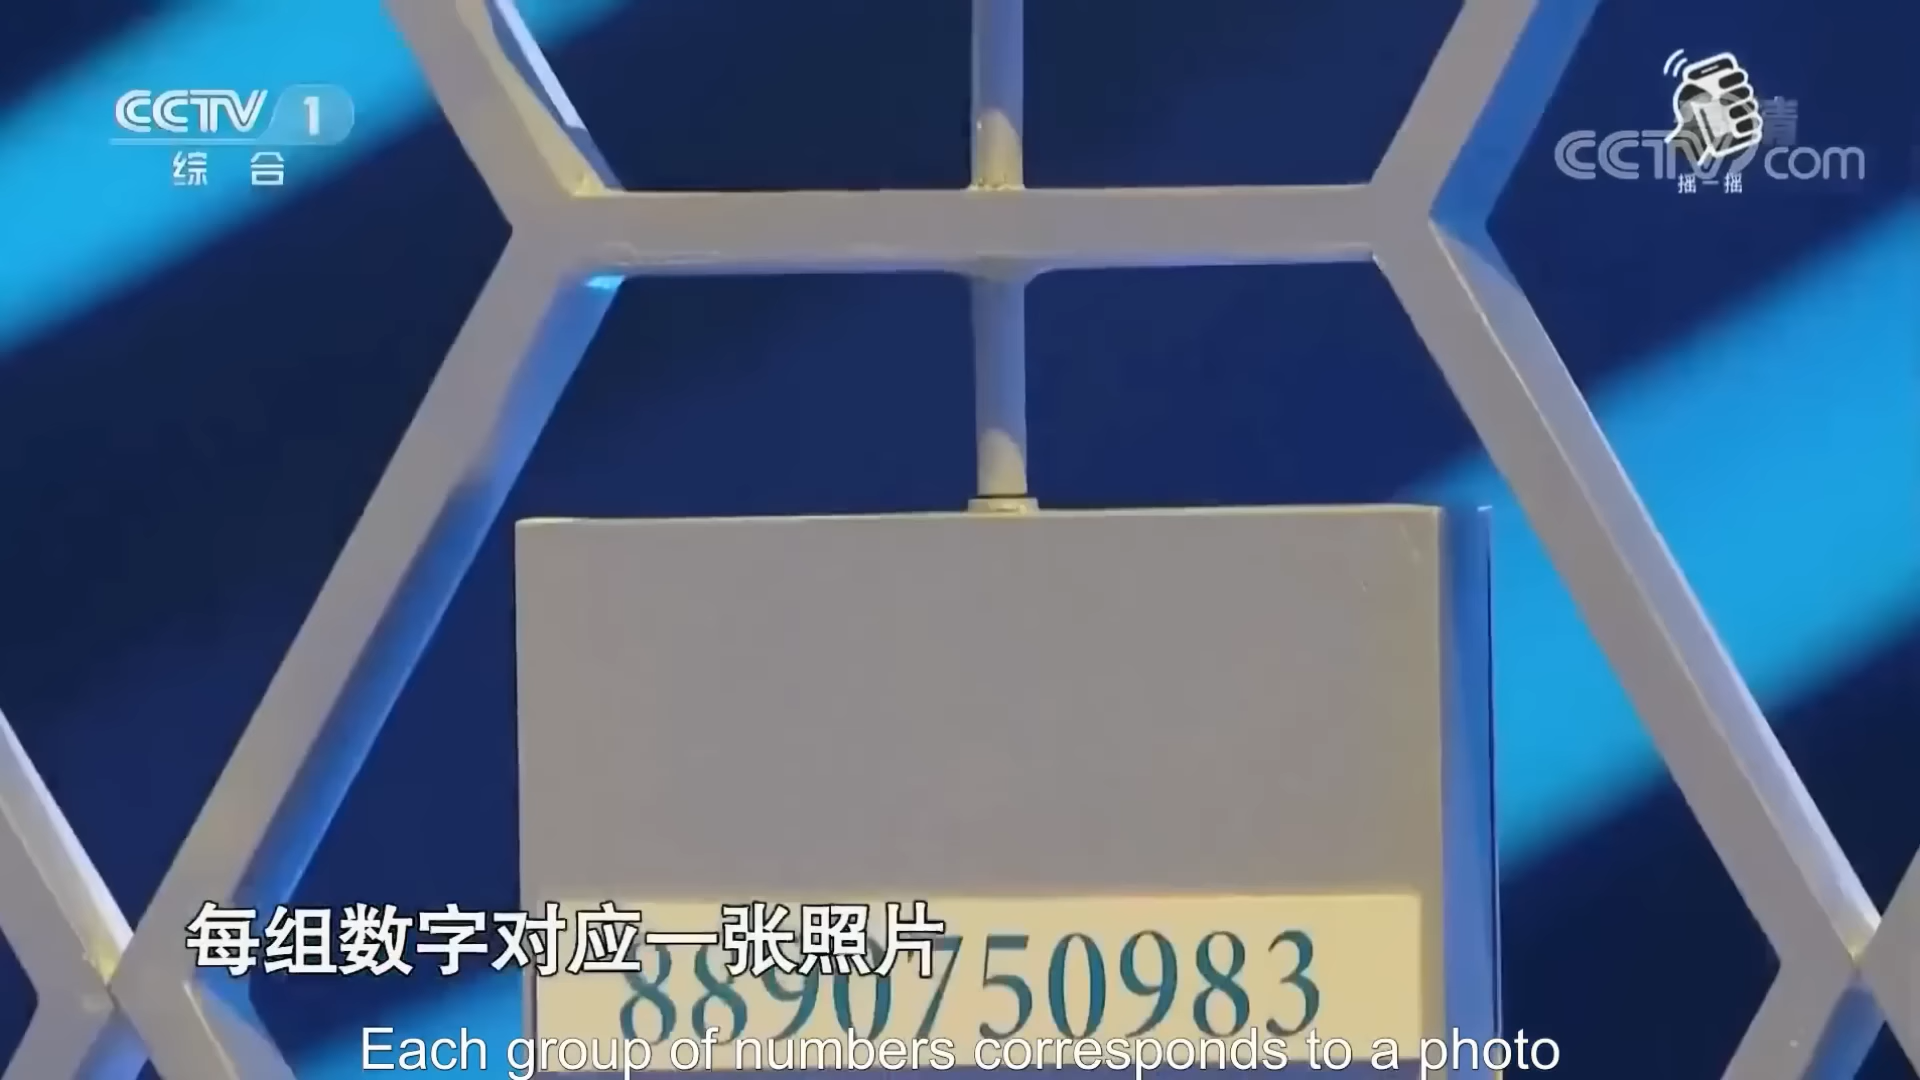 CCTV 1
综合
CCTV.com
摇一摇
每组数字对应一张照片
8890750983
Each group of numbers corresponds to a photo